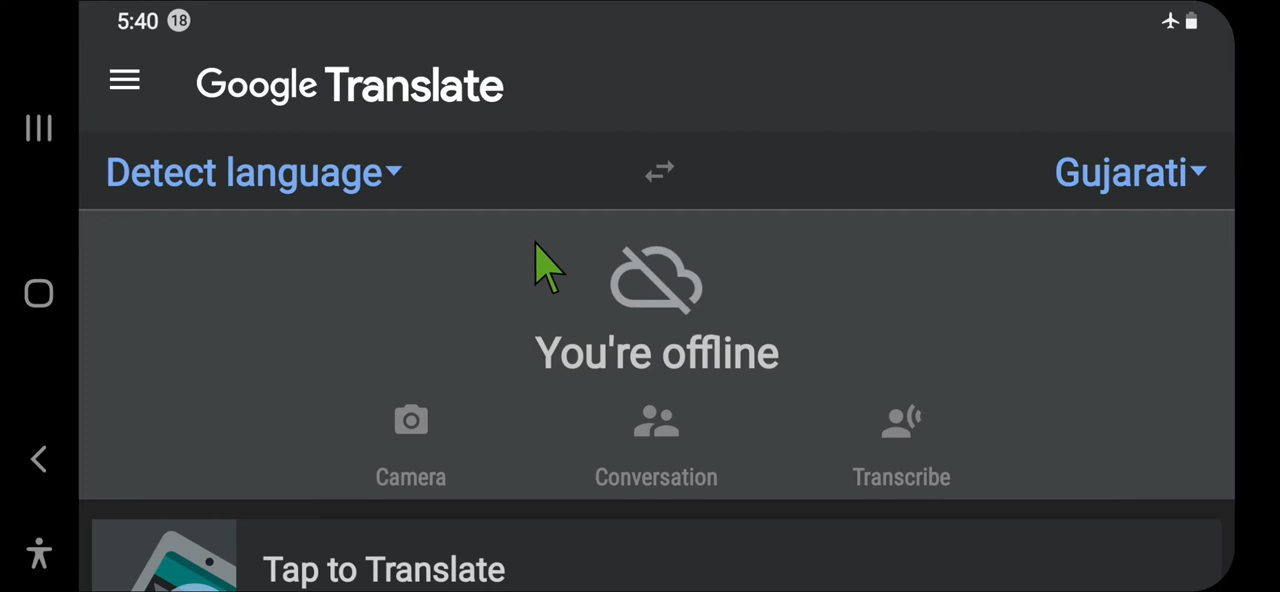 5:40 18
Google Translate
Detect language
Gujarati
You're offline
Camera
Conversation
Transcribe
Tap to Translate